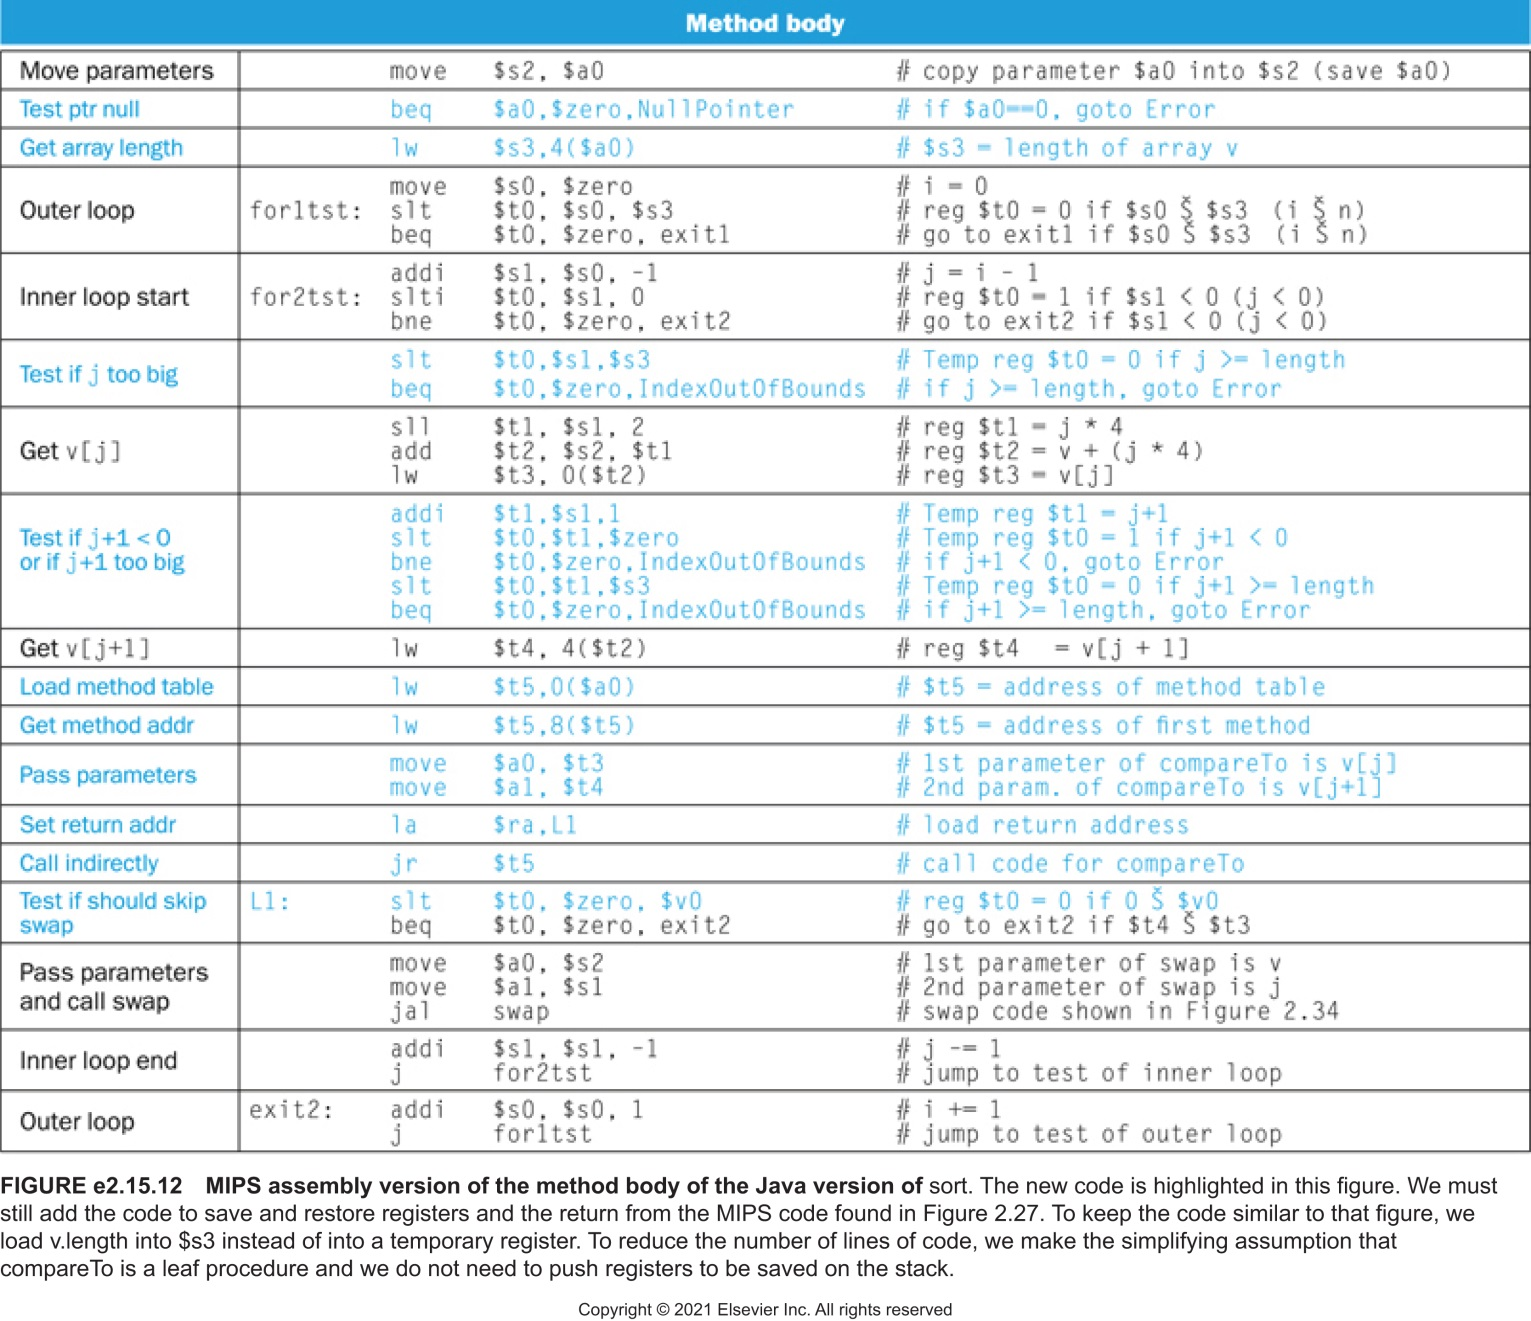 Method body
Move parameters move $s2, $a0 # copy parameter $a0 into $s2 (save $a0)
Test ptr null beq $a0,$zero,NullPointer # if $a0==0, goto Error
Get array length lw $s3,4($a0) # $s3 = length of array v
move $s0, $zero # i = 0
Outer loop for1tst: slt $t0, $s0, $s3 # reg $t0 = 0 if $s0 Š $s3 (i Š n)
beq $t0, $zero, exit1 # go to exit1 if $s0 Š $s3 (i Š n)
addi $s1, $s0, -1 # j = i - 1
Inner loop start for2tst: slti $t0, $s1, 0 # reg $t0 = 1 if $s1 < 0 (j < 0)
bne $t0, $zero, exit2 # go to exit2 if $s1 < 0 (j < 0)
Test if j too big slt $t0,$s1,$s3 # Temp reg $t0 = 0 if j >= length
beq $t0,$zero,IndexOutOfBounds # if j >= length, goto Error
sll $t1, $s1, 2 # reg $t1 = j * 4
Get v[j] add $t2, $s2, $t1 # reg $t2 = v + (j * 4)
lw $t3, 0($t2) # reg $t3 = v[j]
addi $t1,$s1,1 # Temp reg $t1 = j+1
Test if j+1 < 0 slt $t0,$t1,$zero # Temp reg $t0 = 1 if j+1 < 0
or if j+1 too big bne $t0,$zero,IndexOutOfBounds # if j+1 < 0, goto Error
slt $t0,$t1,$s3 # Temp reg $t0 = 0 if j+1 >= length
beq $t0,$zero,IndexOutOfBounds # if j+1 >= length, goto Error
Get v[j+1] lw $t4, 4($t2) # reg $t4 = v[j + 1]
Load method table lw $t5,0($a0) # $t5 = address of method table
Get method addr lw $t5,8($t5) # $t5 = address of first method
Pass parameters move $a0, $t3 # 1st parameter of compareTo is v[j]
move $a1, $t4 # 2nd param. of compareTo is v[j+1]
Set return addr la $ra,L1 # load return address
Call indirectly jr $t5 # call code for compareTo
Test if should skip L1: slt $t0, $zero, $v0 # reg $t0 = 0 if 0 Š $v0
swap beq $t0, $zero, exit2 # go to exit2 if $t4 Š $t3
Pass parameters move $a0, $s2 # 1st parameter of swap is v
and call swap move $a1, $s1 # 2nd parameter of swap is j
jal swap # swap code shown in Figure 2.34
Inner loop end addi $s1, $s1, -1 # j -= 1
j for2tst # jump to test of inner loop
Outer loop exit2: addi $s0, $s0, 1 # i += 1
j for1tst # jump to test of outer loop
FIGURE e2.15.12 MIPS assembly version of the method body of the Java version of sort. The new code is highlighted in this figure. We must
still add the code to save and restore registers and the return from the MIPS code found in Figure 2.27. To keep the code similar to that figure, we
load v.length into $s3 instead of into a temporary register. To reduce the number of lines of code, we make the simplifying assumption that
compareTo is a leaf procedure and we do not need to push registers to be saved on the stack.
Copyright © 2021 Elsevier Inc. All rights reserved